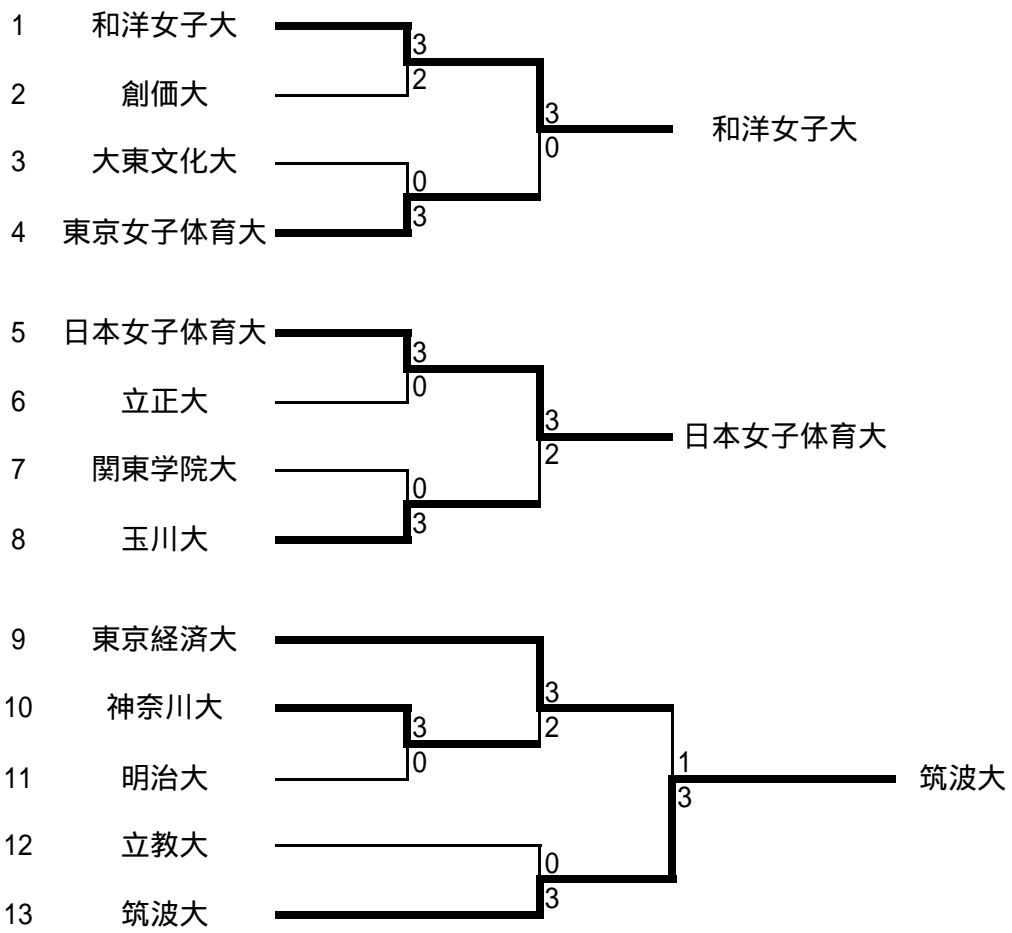 1 和洋女子大
3
2
2 創価大
3
0
和洋女子大
3 大東文化大
0
3
4 東京女子体育大
5 日本女子体育大
3
0
6 立正大
3
2
日本女子体育大
7 関東学院大
0
3
8 玉川大
9 東京経済大
10 神奈川大
3
2
3
0
11 明治大
1
3
筑波大
12 立教大
0
3
13 筑波大